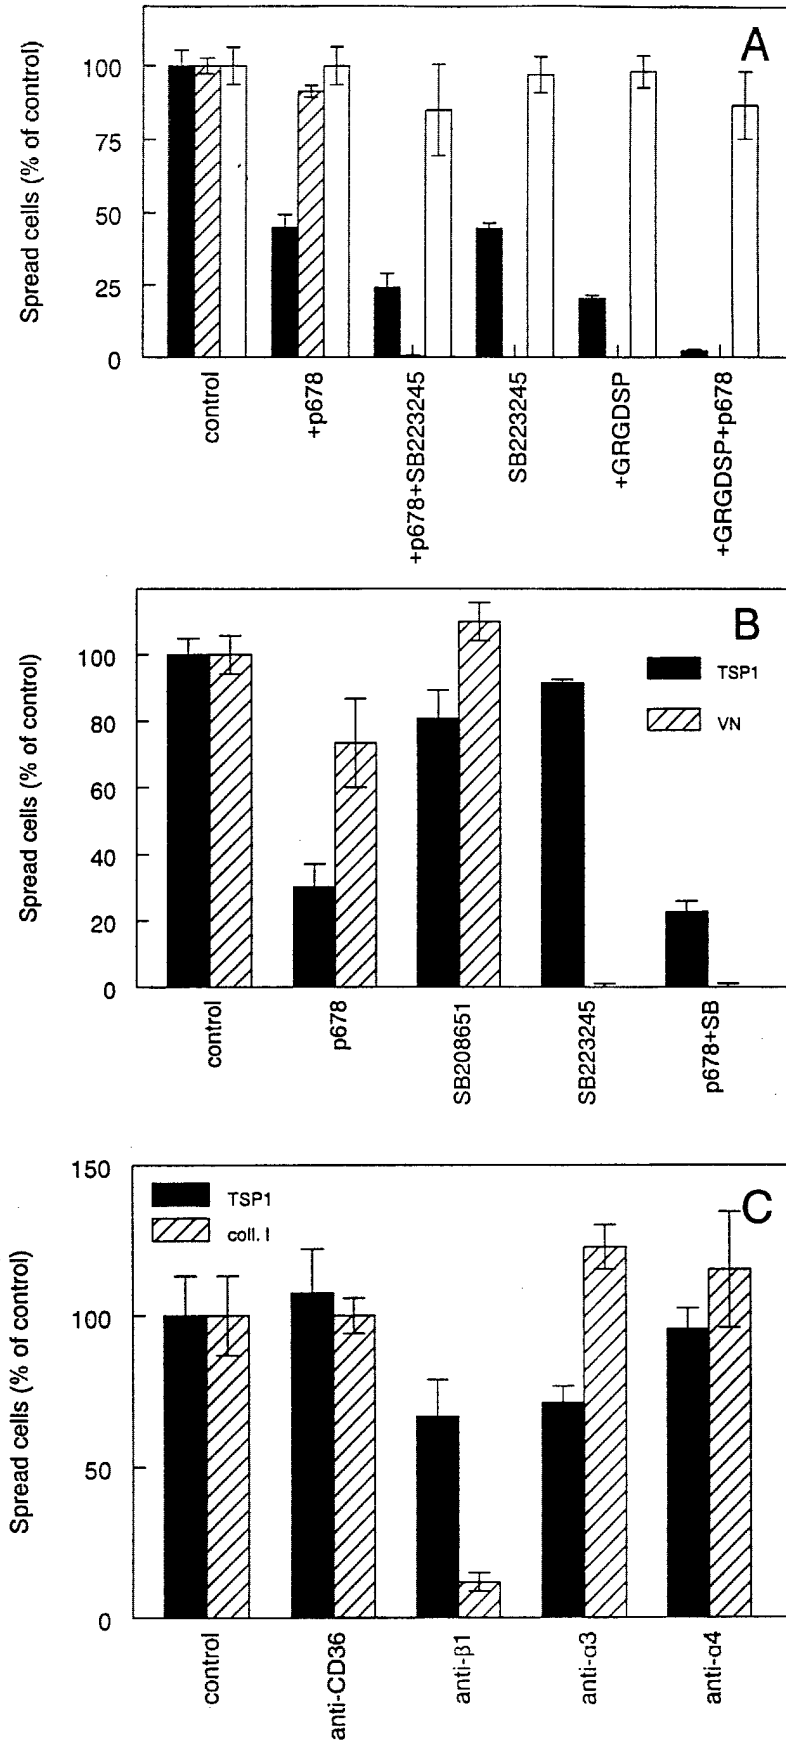 A
Spread cells (% of control)
100
75
50
25
0
control
+p678
+p678+SB223245
SB223245
+GRGDSP
+GRGDSP+p678
B
Spread cells (% of control)
100
80
60
40
20
0
TSP1
VN
control
p678
SB208651
SB223245
p678+SB
C
Spread cells (% of control)
150
100
50
0
TSP1
coll. I
control
anti-CD36
anti-β1
anti-α3
anti-α4